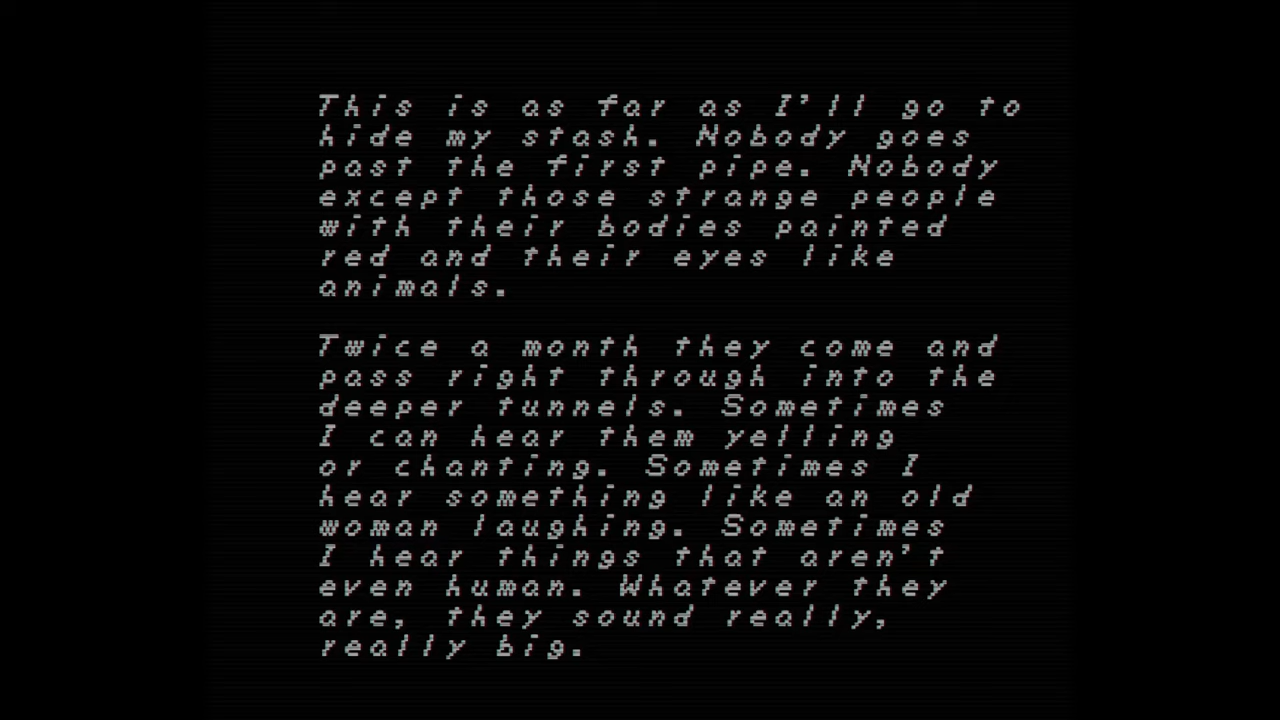 This is as far as I'll go to
hide my stash. Nobody goes
past the first pipe. Nobody
except those strange people
with their bodies painted
red and their eyes like
animals.
Twice a month they come and
pass right through into the
deeper tunnels. Sometimes
I can hear them yelling
or chanting. Sometimes I
hear something like an old
woman laughing. Sometimes
I hear things that aren't
even human. Whatever they
are, they sound really,
really big.